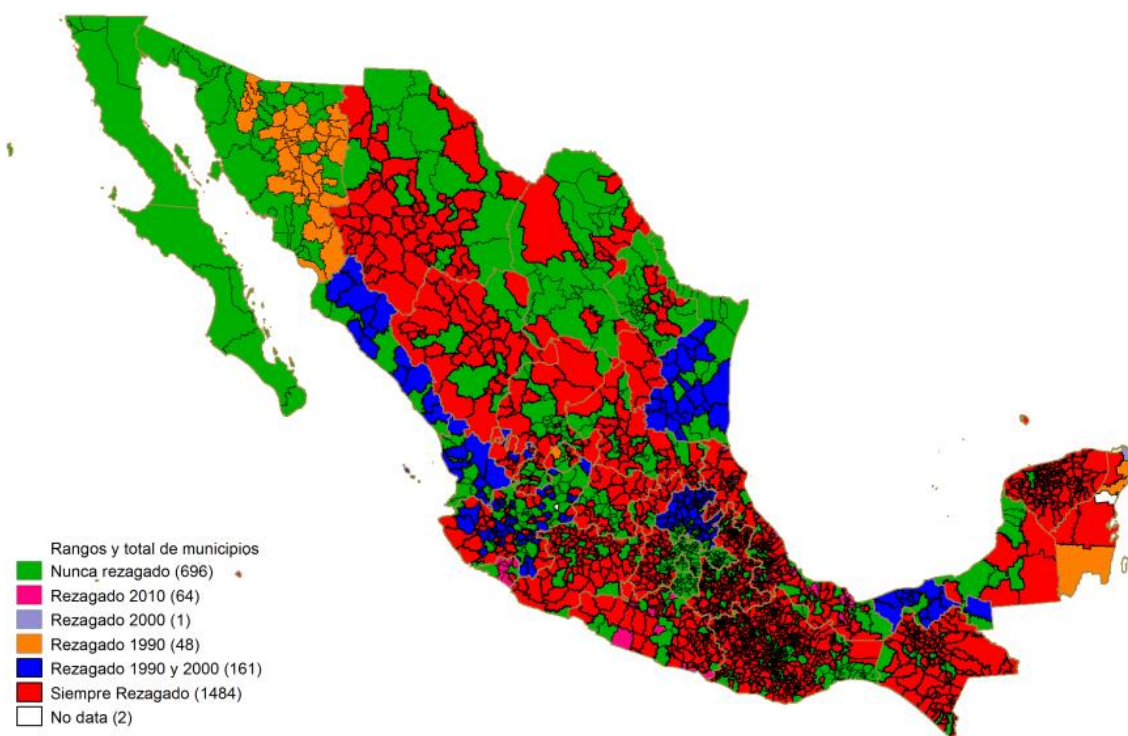 Rangos y total de municipios
Nunca rezagado (696)
Rezagado 2010 (64)
Rezagado 2000 (1)
Rezagado 1990 (48)
Rezagado 1990 y 2000 (161)
Siempre Rezagado (1484)
No data (2)